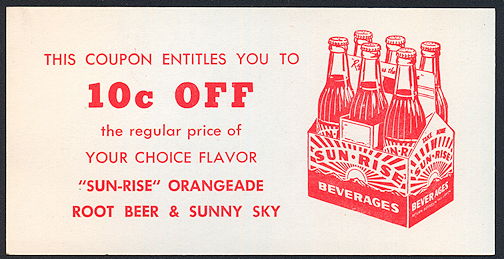 THIS COUPON ENTITLES YOU TO
10c OFF
the regular price of
YOUR CHOICE FLAVOR
"SUN-RISE" ORANGEADE
ROOT BEER & SUNNY SKY
SUN·RISE
BEVERAGES
SUN·RISE
BEVERAGES